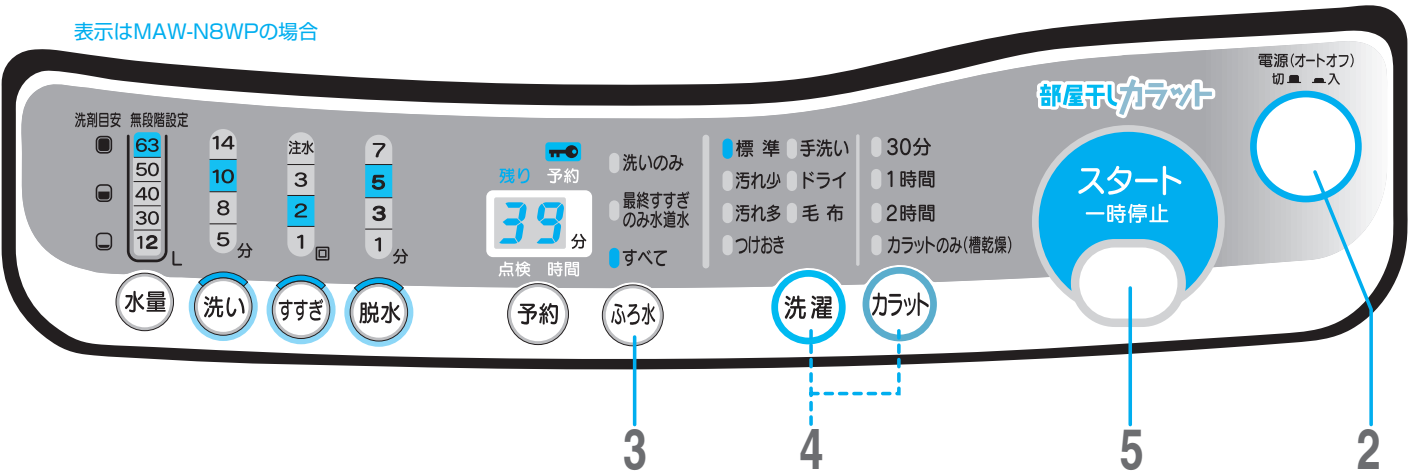 表示はMAW-N8WPの場合
電源(オートオフ)
切 入
部屋干しカラット
洗剤目安 無段階設定
63
50
40
30
12
L
14
10
8
5
分
注水
3
2
1
回
7
5
3
1
分
残り 予約
39
分
点検 時間
洗いのみ
最終すすぎ
のみ水道水
すべて
標準 手洗い
汚れ少 ドライ
汚れ多 毛布
つけおき
30分
1時間
2時間
カラットのみ(槽乾燥)
スタート
一時停止
水量
洗い
すすぎ
脱水
予約
ふろ水
洗濯
カラット
3
4
5
2